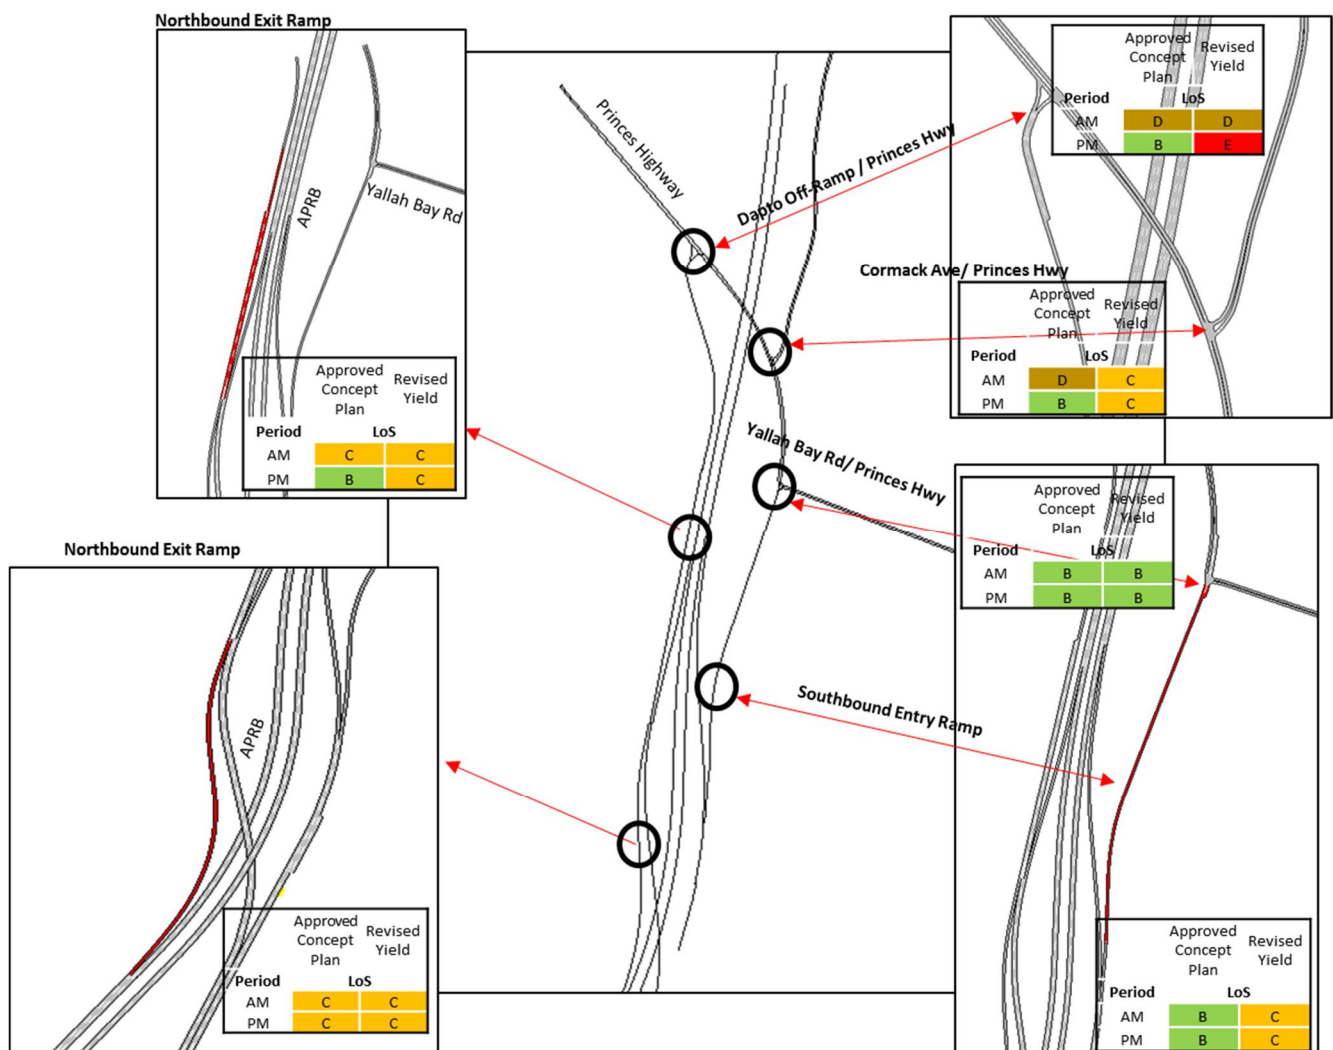 Northbound Exit Ramp
APRB
Yallah Bay Rd
Approved Revised
Concept Yield
Plan
Period LoS
AM C C
PM B C
Northbound Exit Ramp
APRB
Approved Revised
Concept Yield
Plan
Period LoS
AM C C
PM C C
Princes Highway
Dapto Off-Ramp / Princes Hwy
Cormack Ave/ Princes Hwy
Yallah Bay Rd/ Princes Hwy
Southbound Entry Ramp
Approved Revised
Concept Yield
Plan
Period LoS
AM D D
PM B E
Approved Revised
Concept Yield
Plan
Period LoS
AM D C
PM B C
Approved Revised
Concept Yield
Plan
Period LoS
AM B B
PM B B
Approved Revised
Concept Yield
Plan
Period LoS
AM B C
PM B C